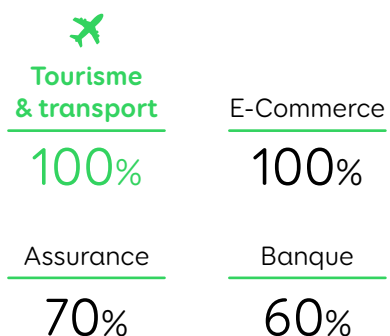 Tourisme
& transport
100%
E-Commerce
100%
Assurance
70%
Banque
60%